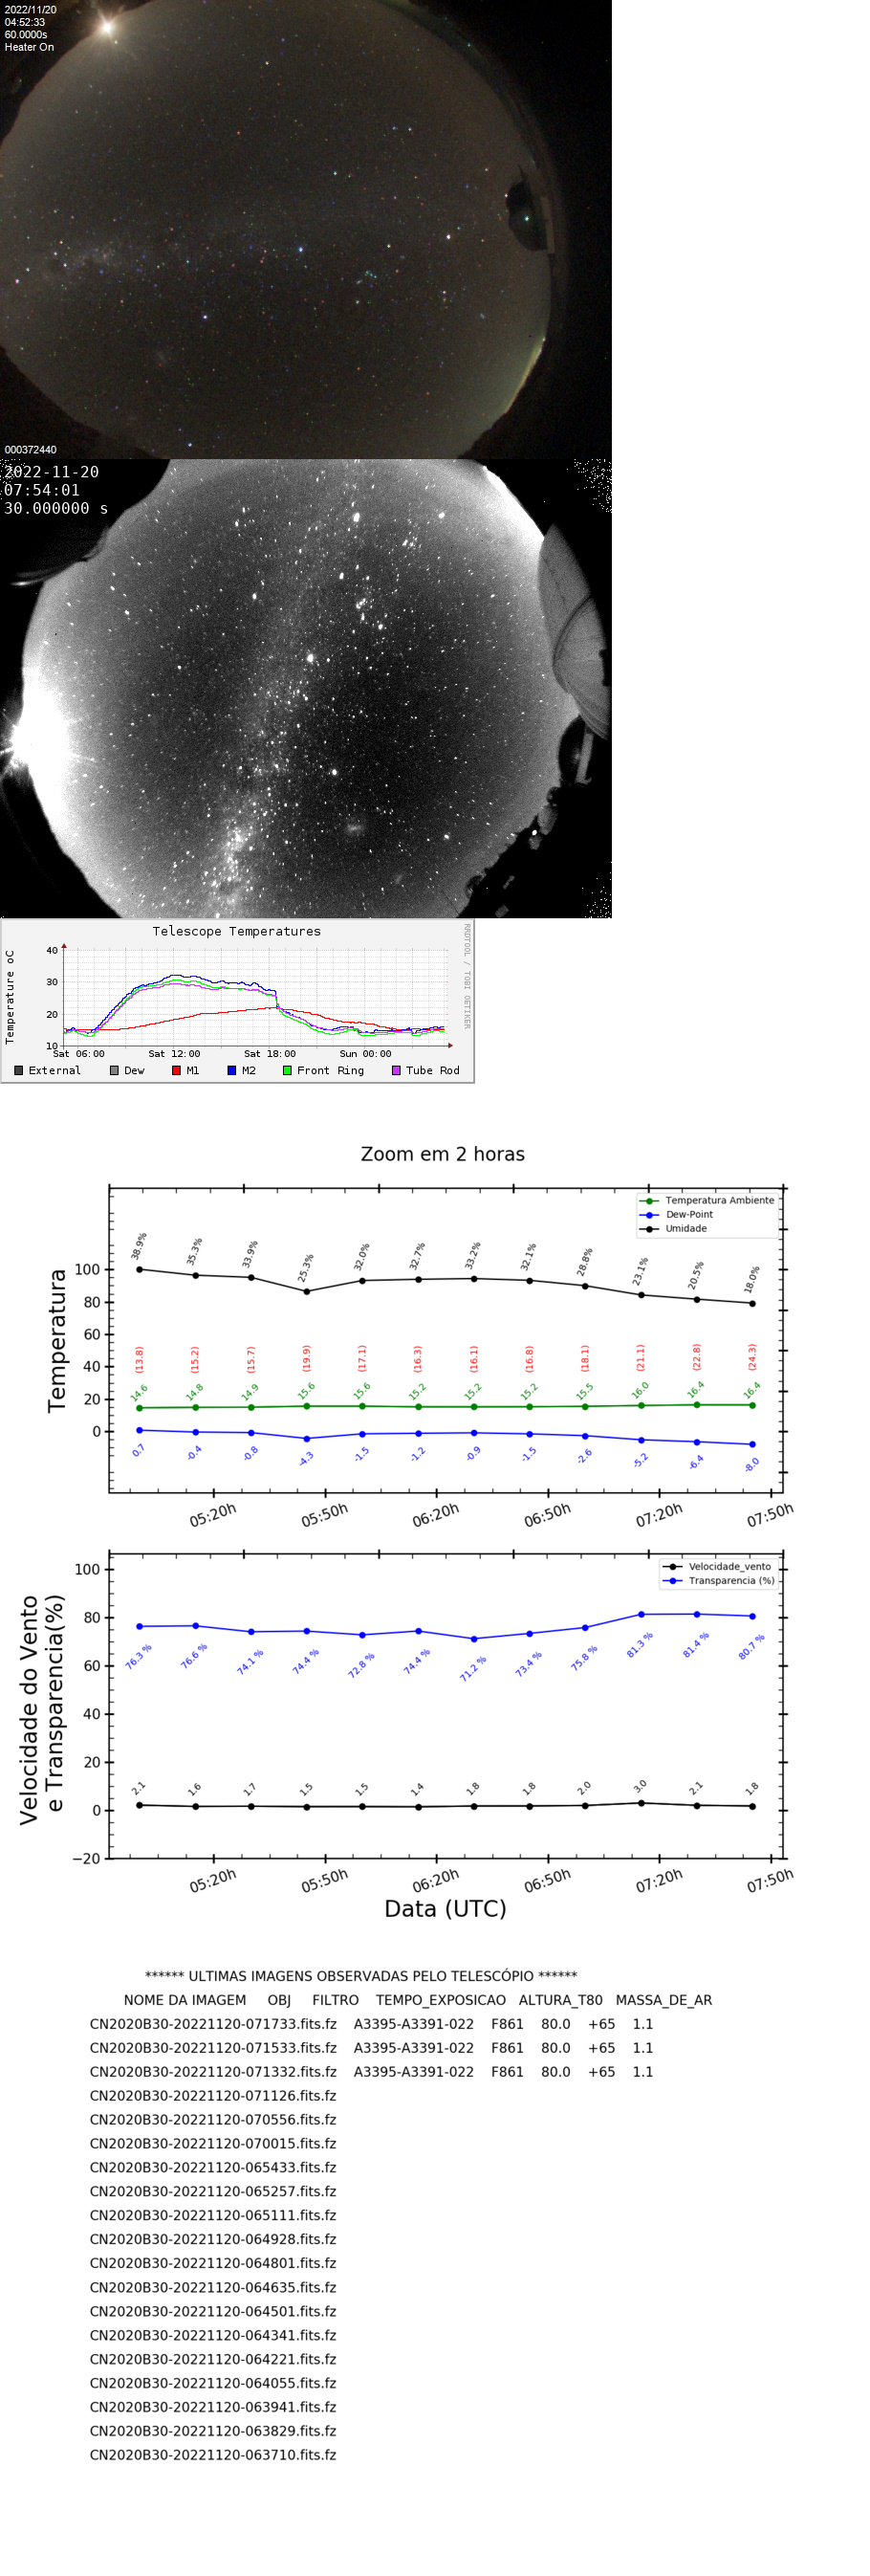 2022/11/20
04:52:33
60.0000s
Heater On
000372440
2022-11-20
07:54:01
30.000000 s
Telescope Temperatures
RRDTOOL / TOBI OETIKER
Temperature oC
40
30
20
10
Sat 06:00 Sat 12:00 Sat 18:00 Sun 00:00
External Dew M1 M2 Front Ring Tube Rod
Zoom em 2 horas
Temperatura Ambiente
Dew-Point
Umidade
Temperatura
100
80
60
40
20
0
38.9% 35.3% 33.9% 25.3% 32.0% 32.7% 33.2% 32.1% 28.8% 23.1% 20.5% 18.0%
(13.8) (15.2) (15.7) (19.9) (17.1) (16.3) (16.1) (16.8) (18.1) (21.1) (22.8) (24.3)
14.6 14.8 14.9 15.6 15.6 15.2 15.2 15.2 15.5 16.0 16.4 16.4
0.7 -0.4 -0.8 -4.3 -1.5 -1.2 -0.9 -1.5 -2.6 -5.2 -6.4 -8.0
05:20h 05:50h 06:20h 06:50h 07:20h 07:50h
Velocidade_vento
Transparencia (%)
Velocidade do Vento
e Transparencia(%)
100
80
60
40
20
0
−20
76.3 % 76.6 % 74.1 % 74.4 % 72.8 % 74.4 % 71.2 % 73.4 % 75.8 % 81.3 % 81.4 % 80.7 %
2.1 1.6 1.7 1.5 1.5 1.4 1.8 1.8 2.0 3.0 2.1 1.8
05:20h 05:50h 06:20h 06:50h 07:20h 07:50h
Data (UTC)
****** ULTIMAS IMAGENS OBSERVADAS PELO TELESCÓPIO ******
NOME DA IMAGEM OBJ FILTRO TEMPO_EXPOSICAO ALTURA_T80 MASSA_DE_AR
CN2020B30-20221120-071733.fits.fz A3395-A3391-022 F861 80.0 +65 1.1
CN2020B30-20221120-071533.fits.fz A3395-A3391-022 F861 80.0 +65 1.1
CN2020B30-20221120-071332.fits.fz A3395-A3391-022 F861 80.0 +65 1.1
CN2020B30-20221120-071126.fits.fz
CN2020B30-20221120-070556.fits.fz
CN2020B30-20221120-070015.fits.fz
CN2020B30-20221120-065433.fits.fz
CN2020B30-20221120-065257.fits.fz
CN2020B30-20221120-065111.fits.fz
CN2020B30-20221120-064928.fits.fz
CN2020B30-20221120-064801.fits.fz
CN2020B30-20221120-064635.fits.fz
CN2020B30-20221120-064501.fits.fz
CN2020B30-20221120-064341.fits.fz
CN2020B30-20221120-064221.fits.fz
CN2020B30-20221120-064055.fits.fz
CN2020B30-20221120-063941.fits.fz
CN2020B30-20221120-063829.fits.fz
CN2020B30-20221120-063710.fits.fz